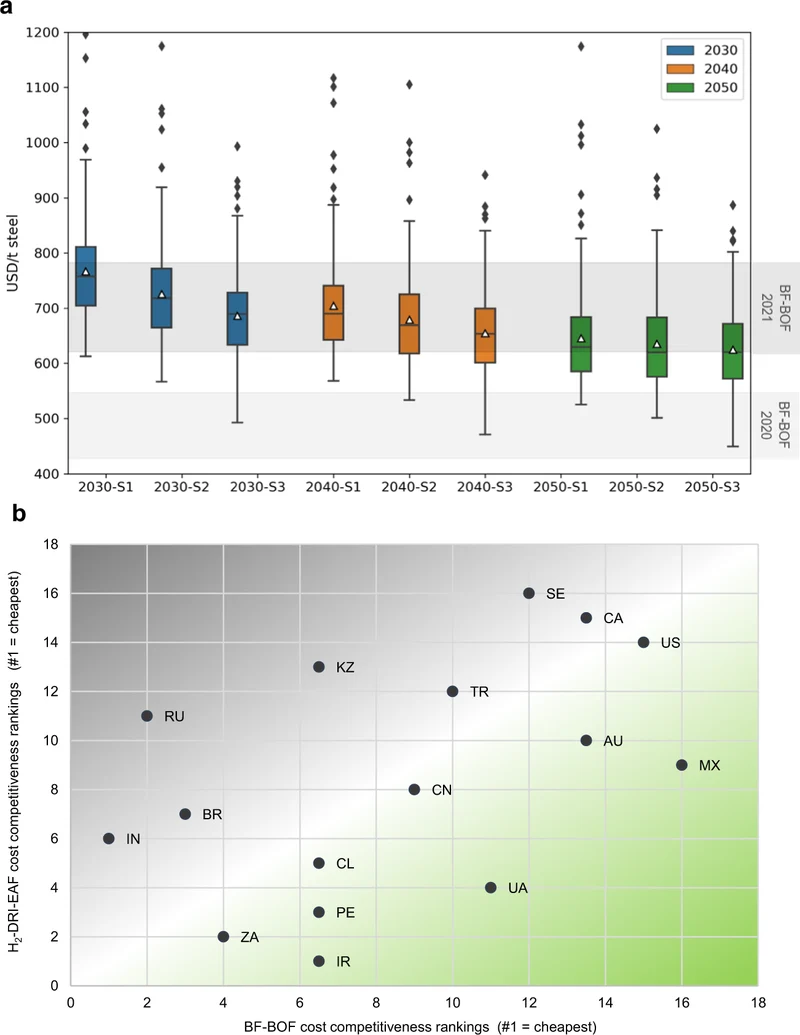 a
1200
1100
1000
900
800
700
600
500
400
USD/t steel
2030
2040
2050
BF-BOF
2021
BF-BOF
2020
2030-S1 2030-S2 2030-S3 2040-S1 2040-S2 2040-S3 2050-S1 2050-S2 2050-S3
b
18
16
14
12
10
8
6
4
2
0
H₂-DRI-EAF cost competitiveness rankings (#1 = cheapest)
SE
CA
US
KZ
TR
RU
AU
MX
CN
BR
IN
CL
UA
PE
ZA
IR
0 2 4 6 8 10 12 14 16 18
BF-BOF cost competitiveness rankings (#1 = cheapest)